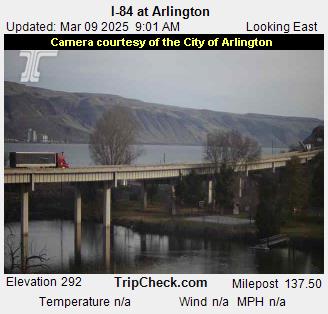 I-84 at Arlington
Updated: Mar 09 2025 9:01 AM Looking East
Camera courtesy of the City of Arlington
Elevation 292 TripCheck.com Milepost 137.50
Temperature n/a Wind n/a MPH n/a